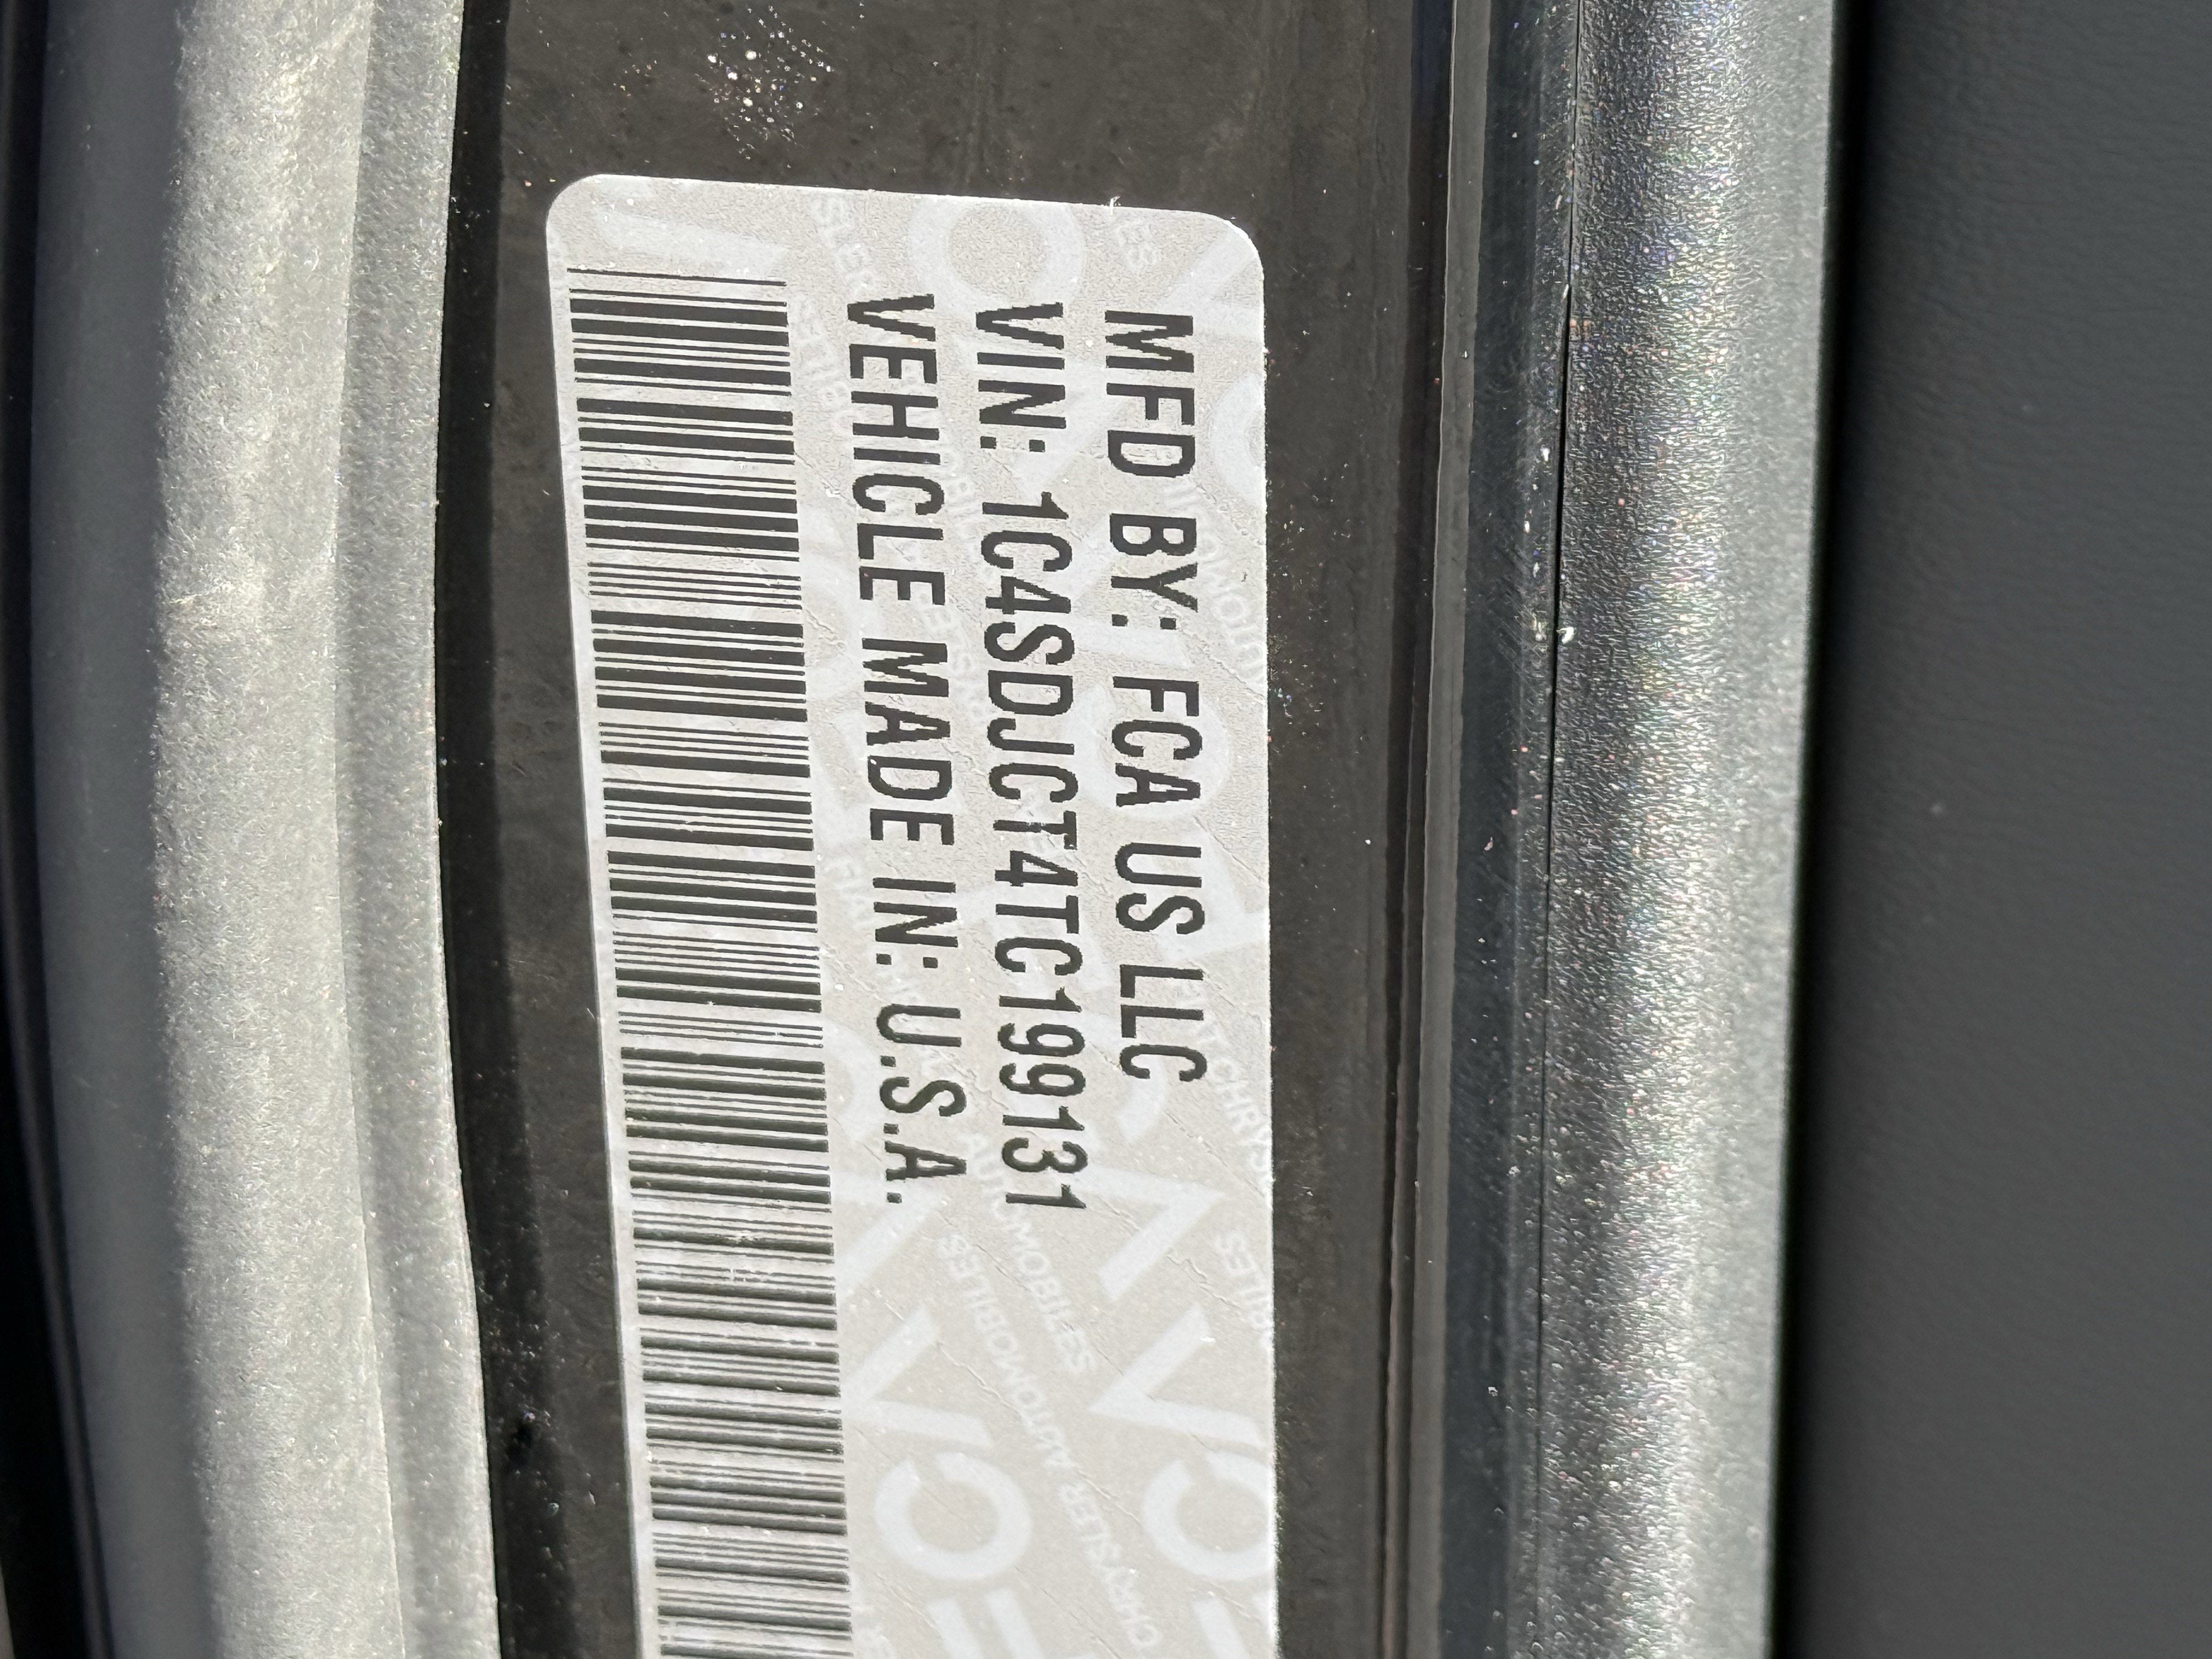 MFD BY: FCA US LLC
VIN: 1C4SDJCT4TC199131
VEHICLE MADE IN: U.S.A.